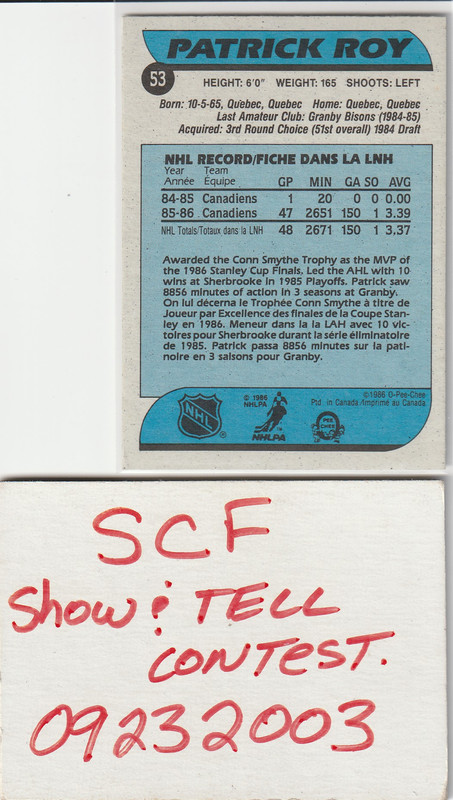 PATRICK ROY
53
HEIGHT: 6'0" WEIGHT: 165 SHOOTS: LEFT
Born: 10-5-65, Quebec, Quebec Home: Quebec, Quebec
Last Amateur Club: Granby Bisons (1984-85)
Acquired: 3rd Round Choice (51st overall) 1984 Draft
NHL RECORD/FICHE DANS LA LNH
Year Team
Année Équipe GP MIN GA SO AVG
84-85 Canadiens 1 20 0 0 0.00
85-86 Canadiens 47 2651 150 1 3.39
NHL Totals/Totaux dans la LNH 48 2671 150 1 3.37
Awarded the Conn Smythe Trophy as the MVP of
the 1986 Stanley Cup Finals, Led the AHL with 10
wins at Sherbrooke in 1985 Playoffs. Patrick saw
8856 minutes of action in 3 seasons at Granby.
On lui décerna le Trophée Conn Smythe à titre de
Joueur par Excellence des finales de la Coupe Stan-
ley en 1986. Meneur dans la la LAH avec 10 vic-
toires pour Sherbrooke durant la série éliminatoire
de 1985. Patrick passa 8856 minutes sur la pati-
noire en 3 saisons pour Granby.
NHL
© 1986
NHLPA
NHLPA
O PEE CHEE
©1986 O-Pee-Chee
Ptd. in Canada/Imprimé au Canada
SCF
Show & TELL
CONTEST.
09232003